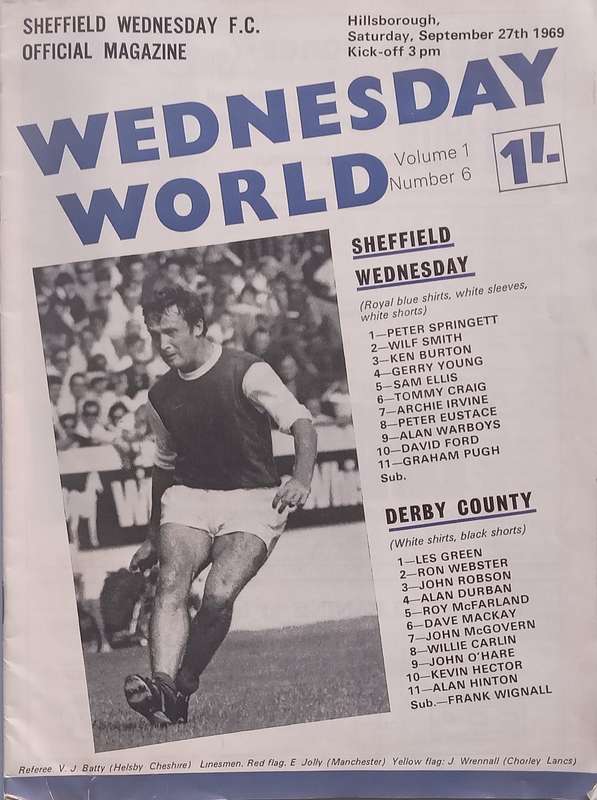 SHEFFIELD WEDNESDAY F.C.
OFFICIAL MAGAZINE
Hillsborough,
Saturday, September 27th 1969
Kick-off 3 pm
WEDNESDAY
WORLD
Volume 1
Number 6
1'-
SHEFFIELD
WEDNESDAY
(Royal blue shirts, white sleeves,
white shorts)
1—PETER SPRINGETT
2—WILF SMITH
3—KEN BURTON
4—GERRY YOUNG
5—SAM ELLIS
6—TOMMY CRAIG
7—ARCHIE IRVINE
8—PETER EUSTACE
9—ALAN WARBOYS
10—DAVID FORD
11—GRAHAM PUGH
Sub.
DERBY COUNTY
(White shirts, black shorts)
1—LES GREEN
2—RON WEBSTER
3—JOHN ROBSON
4—ALAN DURBAN
5—ROY McFARLAND
6—DAVE MACKAY
7—JOHN McGOVERN
8—WILLIE CARLIN
9—JOHN O'HARE
10—KEVIN HECTOR
11—ALAN HINTON
Sub.—FRANK WIGNALL
Referee V. J. Batty (Helsby Cheshire) Linesmen. Red flag. E Jolly (Manchester) Yellow flag: J. Wrennall (Chorley Lancs)